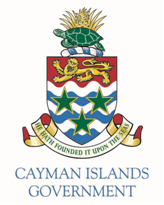 HE HATH FOUNDED IT UPON THE SEAS
CAYMAN ISLANDS
GOVERNMENT